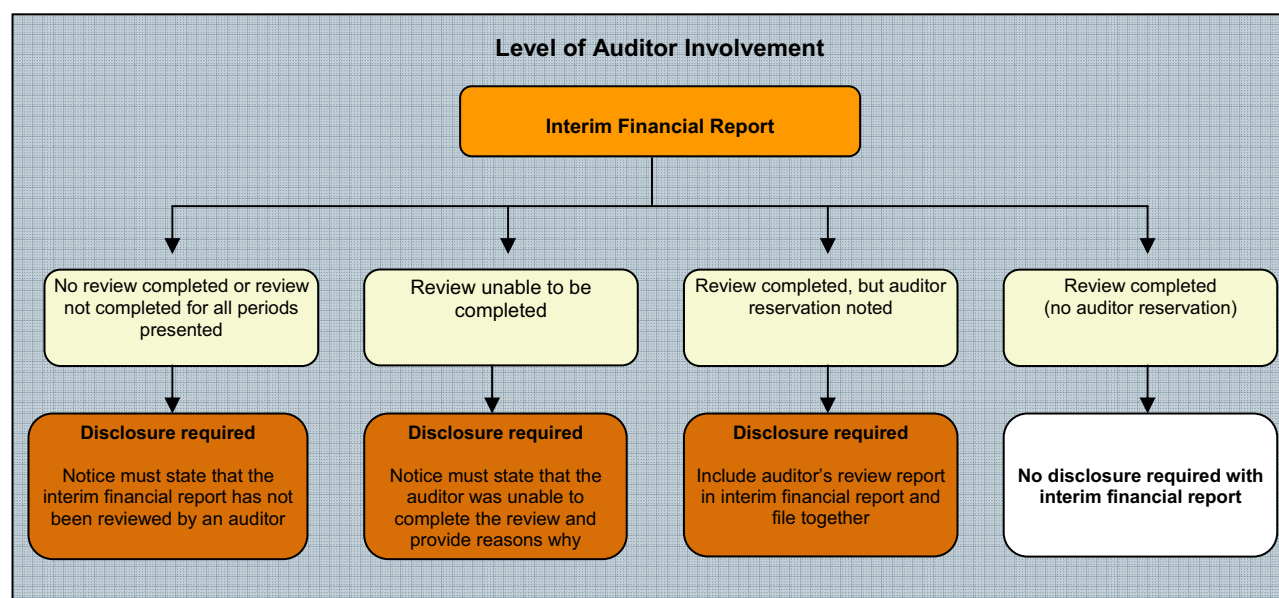 Level of Auditor Involvement
Interim Financial Report
No review completed or review
not completed for all periods
presented
Review unable to be
completed
Review completed, but auditor
reservation noted
Review completed
(no auditor reservation)
Disclosure required
Notice must state that the
interim financial report has not
been reviewed by an auditor
Disclosure required
Notice must state that the
auditor was unable to
complete the review and
provide reasons why
Disclosure required
Include auditor’s review report
in interim financial report and
file together
No disclosure required with
interim financial report